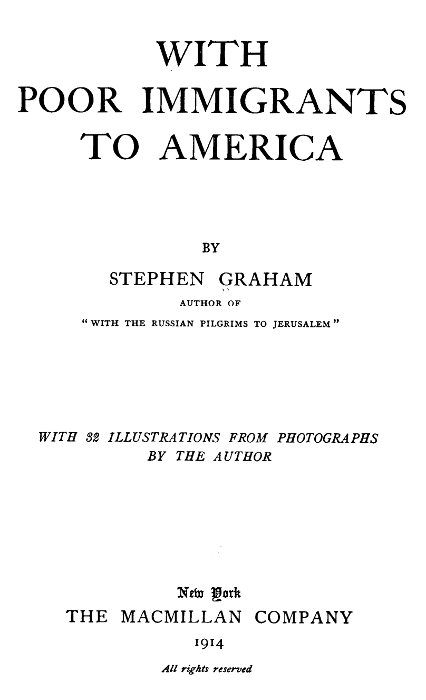 WITH
POOR IMMIGRANTS
TO AMERICA
BY
STEPHEN GRAHAM
AUTHOR OF
"WITH THE RUSSIAN PILGRIMS TO JERUSALEM"
WITH 32 ILLUSTRATIONS FROM PHOTOGRAPHS
BY THE AUTHOR
New York
THE MACMILLAN COMPANY
1914
All rights reserved